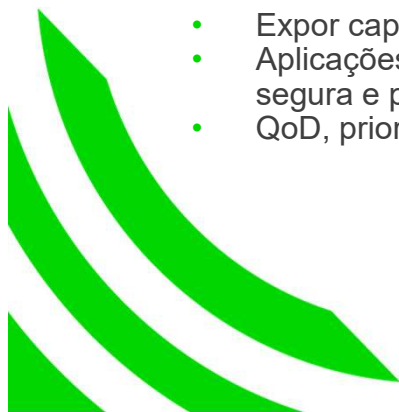 • Expor cap
• Aplicações
segura e p
• QoD, prior